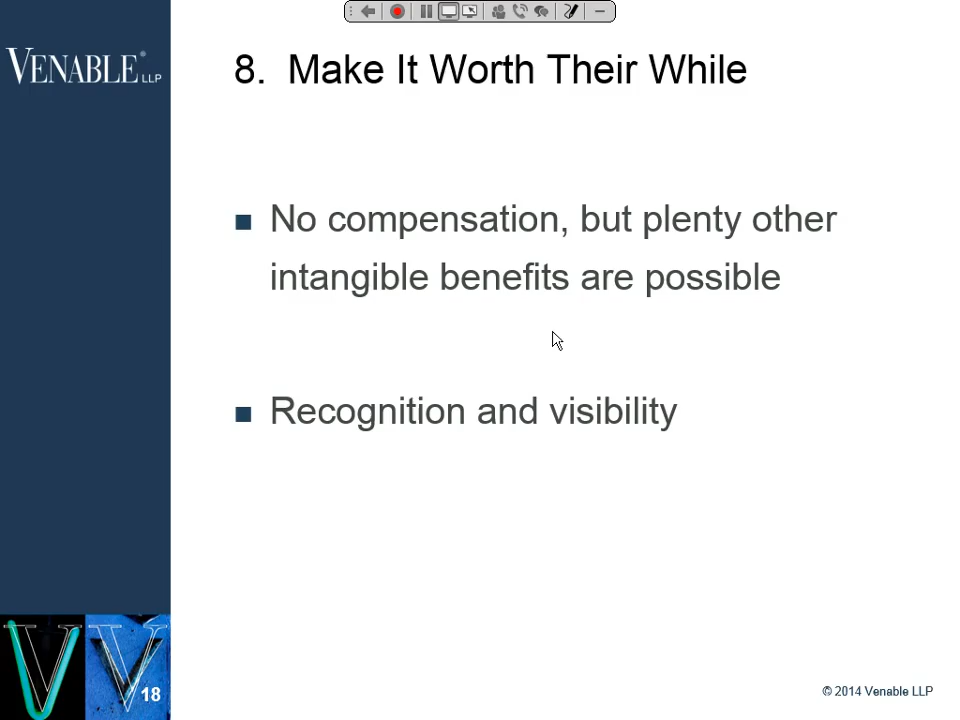 VENABLE® LLP
8. Make It Worth Their While
■ No compensation, but plenty other
intangible benefits are possible
■ Recognition and visibility
18
© 2014 Venable LLP